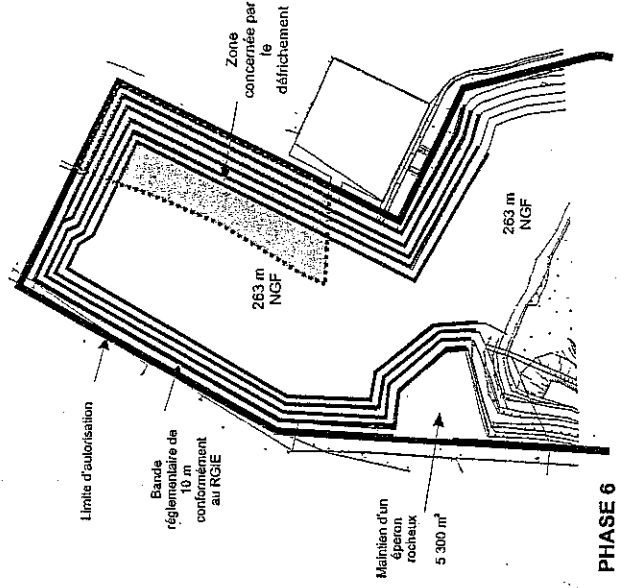 Zone
concernée par
le
défrichement
Limite d'autorisation
Bande
réglementaire de
10 m
conformément
au RGIE
263 m
NGF
263 m
NGF
Maintien d'un
éperon
rocheux
5 300 m²
PHASE 6